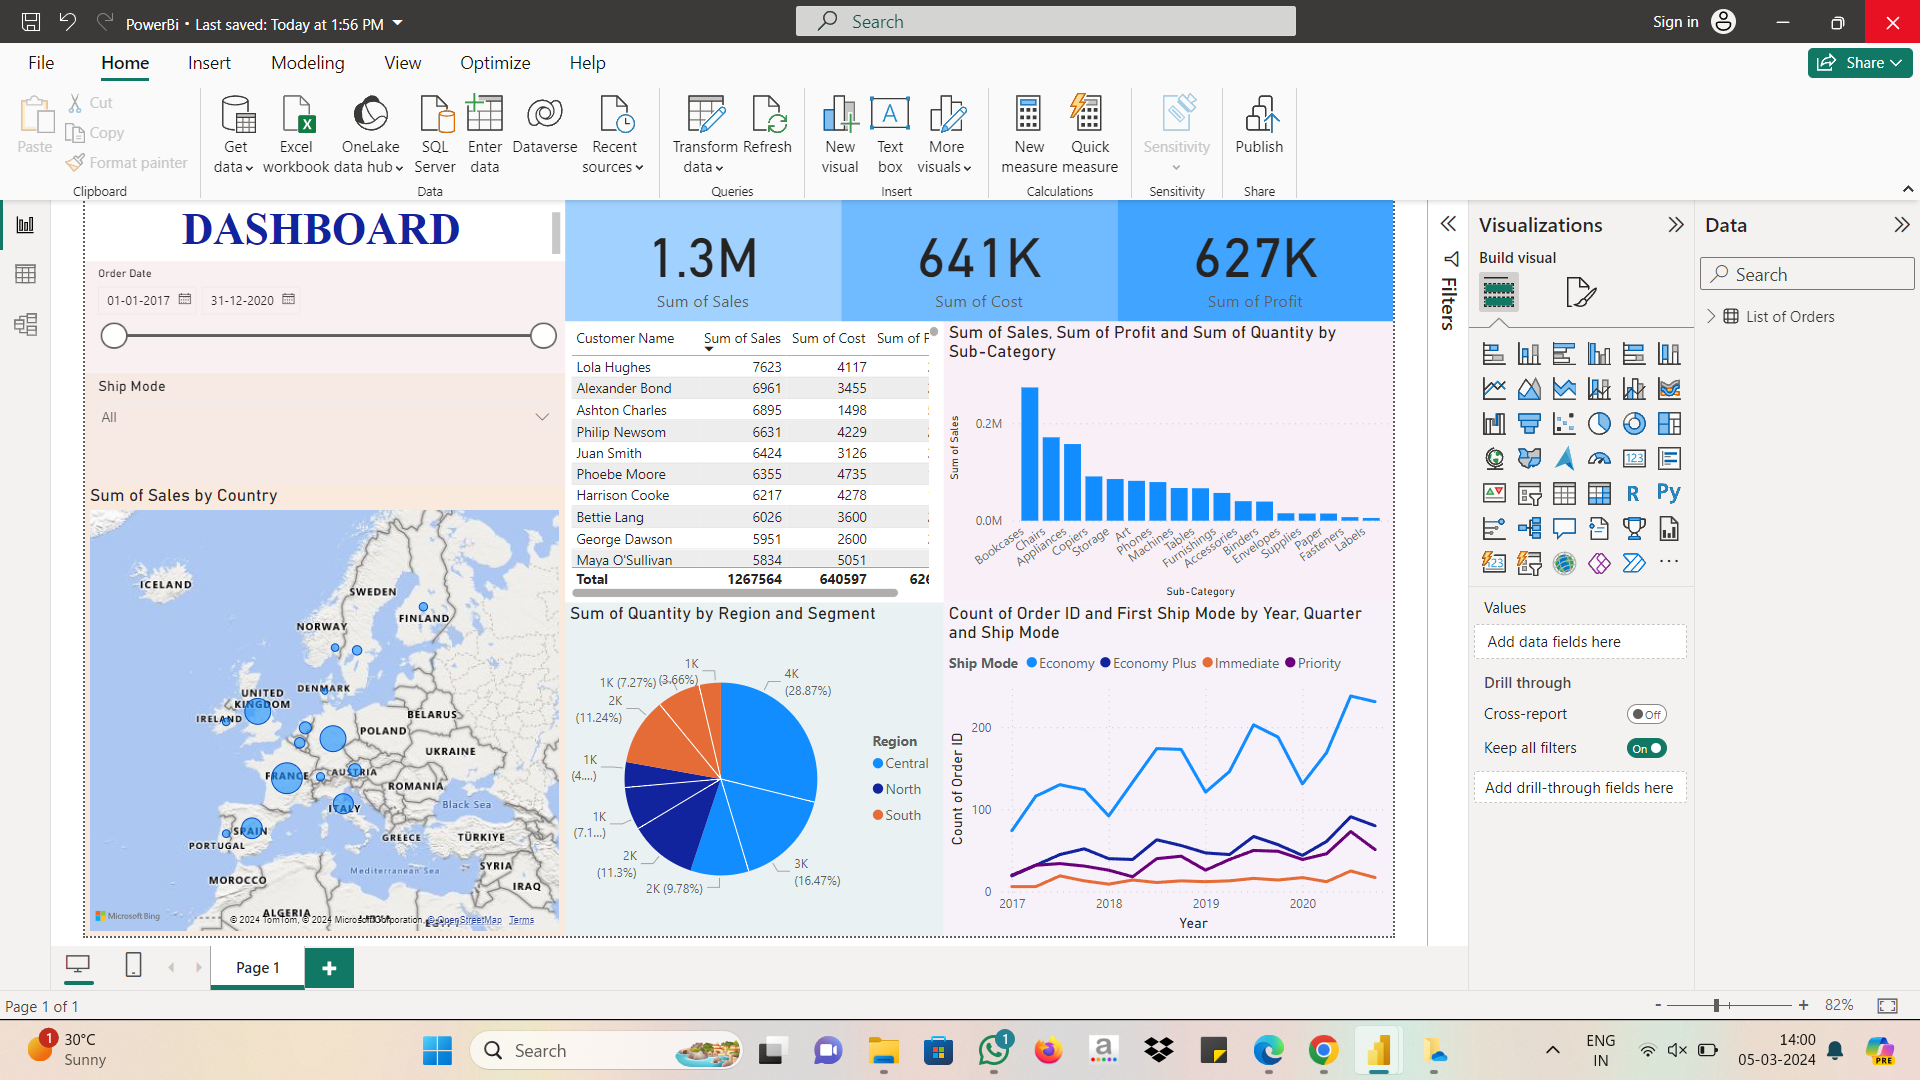 PowerBi • Last saved: Today at 1:56 PM
Search
Sign in
File Home Insert Modeling View Optimize Help
Share
Paste
Cut
Copy
Format painter
Clipboard
Get data
Excel workbook
OneLake data hub
SQL Server
Enter data
Dataverse
Recent sources
Data
Transform data
Refresh
Queries
New visual
Text box
More visuals
Insert
New measure
Quick measure
Calculations
Sensitivity
Sensitivity
Publish
Share
DASHBOARD
Order Date
01-01-2017 31-12-2020
Ship Mode
All
1.3M
Sum of Sales
641K
Sum of Cost
627K
Sum of Profit
Customer Name Sum of Sales Sum of Cost Sum of P
Lola Hughes 7623 4117
Alexander Bond 6961 3455
Ashton Charles 6895 1498
Philip Newsom 6631 4229
Juan Smith 6424 3126
Phoebe Moore 6355 4735
Harrison Cooke 6217 4278
Bettie Lang 6026 3600
George Dawson 5951 2600
Maya O'Sullivan 5834 5051
Total 1267564 640597 626
Sum of Sales, Sum of Profit and Sum of Quantity by
Sub-Category
Sum of Sales
0.2M
0.0M
Bookcases
Chairs
Appliances
Copiers
Storage
Art
Phones
Machines
Tables
Furnishings
Accessories
Binders
Envelopes
Supplies
Paper
Fasteners
Labels
Sub-Category
Sum of Sales by Country
ICELAND
SWEDEN
FINLAND
NORWAY
UNITED
KINGDOM
DENMARK
IRELAND
BELARUS
POLAND
UKRAINE
FRANCE
AUSTRIA
ROMANIA
Black Sea
ITALY
SPAIN
PORTUGAL
GREECE
TÜRKIYE
SYRIA
Mediterranean Sea
MOROCCO
IRAQ
ALGERIA
Microsoft Bing
© 2024 TomTom, © 2024 Microsoft Corporation, © OpenStreetMap Terms
Sum of Quantity by Region and Segment
1K
(3.66%)
1K (7.27%)
2K
(11.24%)
1K
(4....)
1K
(7.1...)
2K
(11.3%)
2K (9.78%)
3K
(16.47%)
4K
(28.87%)
Region
Central
North
South
Count of Order ID and First Ship Mode by Year, Quarter
and Ship Mode
Ship Mode Economy Economy Plus Immediate Priority
Count of Order ID
200
100
0
2017 2018 2019 2020
Year
Filters
Visualizations
Build visual
123
R
Py
123
Values
Add data fields here
Drill through
Cross-report Off
Keep all filters On
Add drill-through fields here
Data
Search
List of Orders
Page 1
Page 1 of 1
- + 82%
1
30°C
Sunny
Search
1
a
ENG
IN
14:00
05-03-2024
PRE